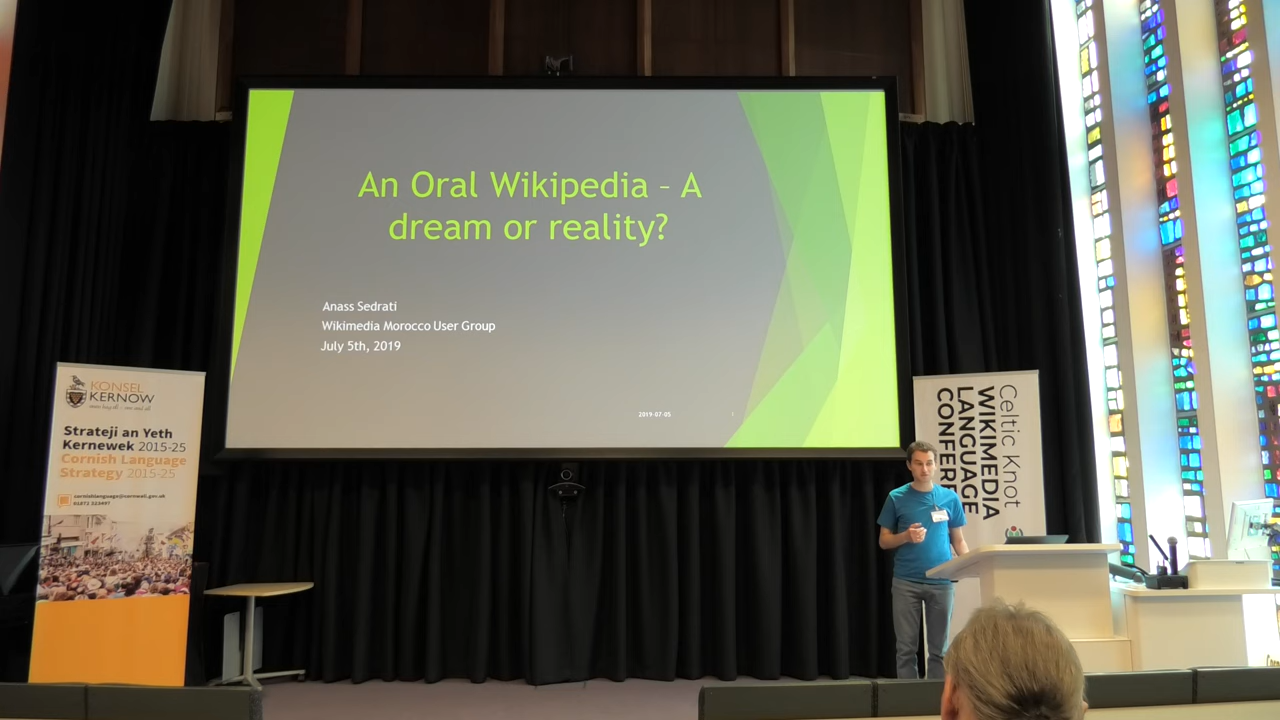 An Oral Wikipedia – A
dream or reality?
Anass Sedrati
Wikimedia Morocco User Group
July 5th, 2019
2019-07-05
1
KONSEL
KERNOW
Strateji an Yeth
Kernewek 2015-25
Cornish Language
Strategy 2015-25
cornishlanguage@cornwall.gov.uk
01872 323497
Celtic Knot
WIKIMEDIA
LANGUAGE
CONFERE